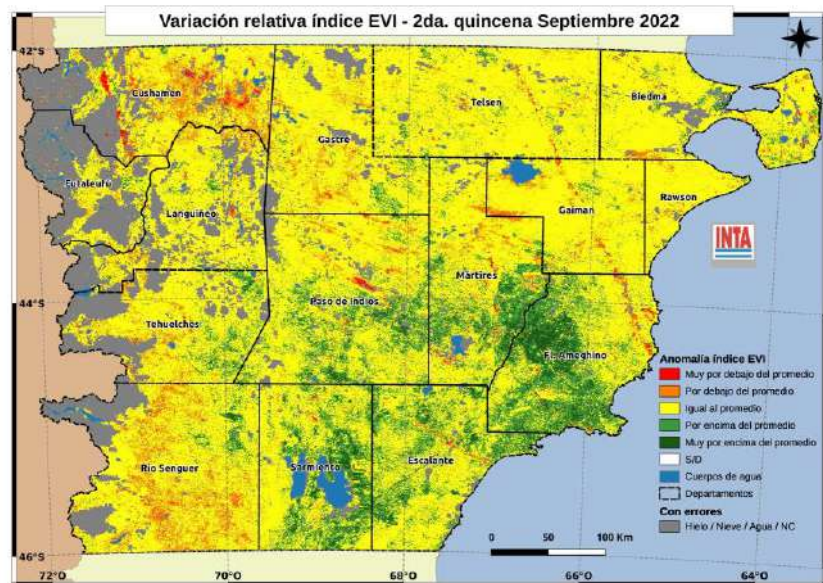 Variación relativa índice EVI - 2da. quincena Septiembre 2022
42°S
Cushamen
Telsen
Biedma
Gastre
Futaleufú
Languiñeo
Gaiman
Rawson
INTA
Martires
44°S
Paso de Indios
Tehuelches
Fl. Ameghino
Anomalía índice EVI
Muy por debajo del promedio
Por debajo del promedio
Igual al promedio
Por encima del promedio
Muy por encima del promedio
S/D
Cuerpos de agua
Departamentos
Con errores
Hielo / Nieve / Agua / NC
Río Senguer
Sarmiento
Escalante
0 50 100 Km
46°S
72°O
70°O
68°O
66°O
64°O